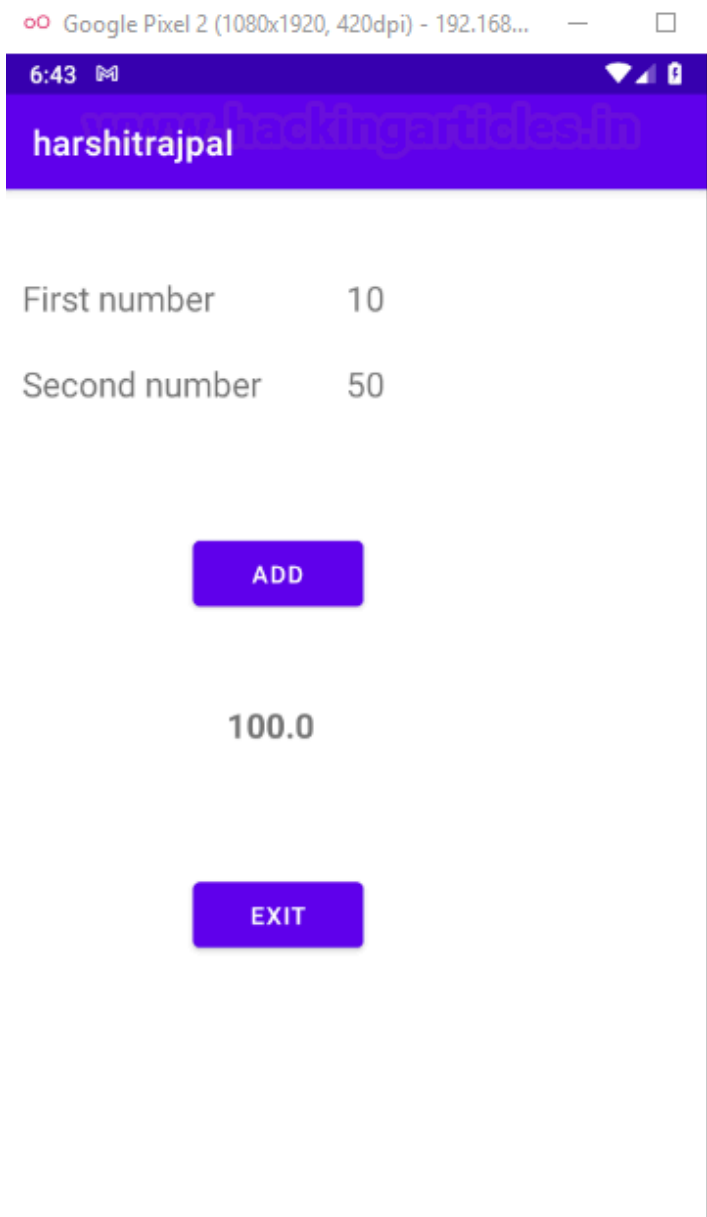 Google Pixel 2 (1080x1920, 420dpi) - 192.168...
6:43
www.hackingarticles.in
harshitrajpal
First number 10
Second number 50
ADD
100.0
EXIT